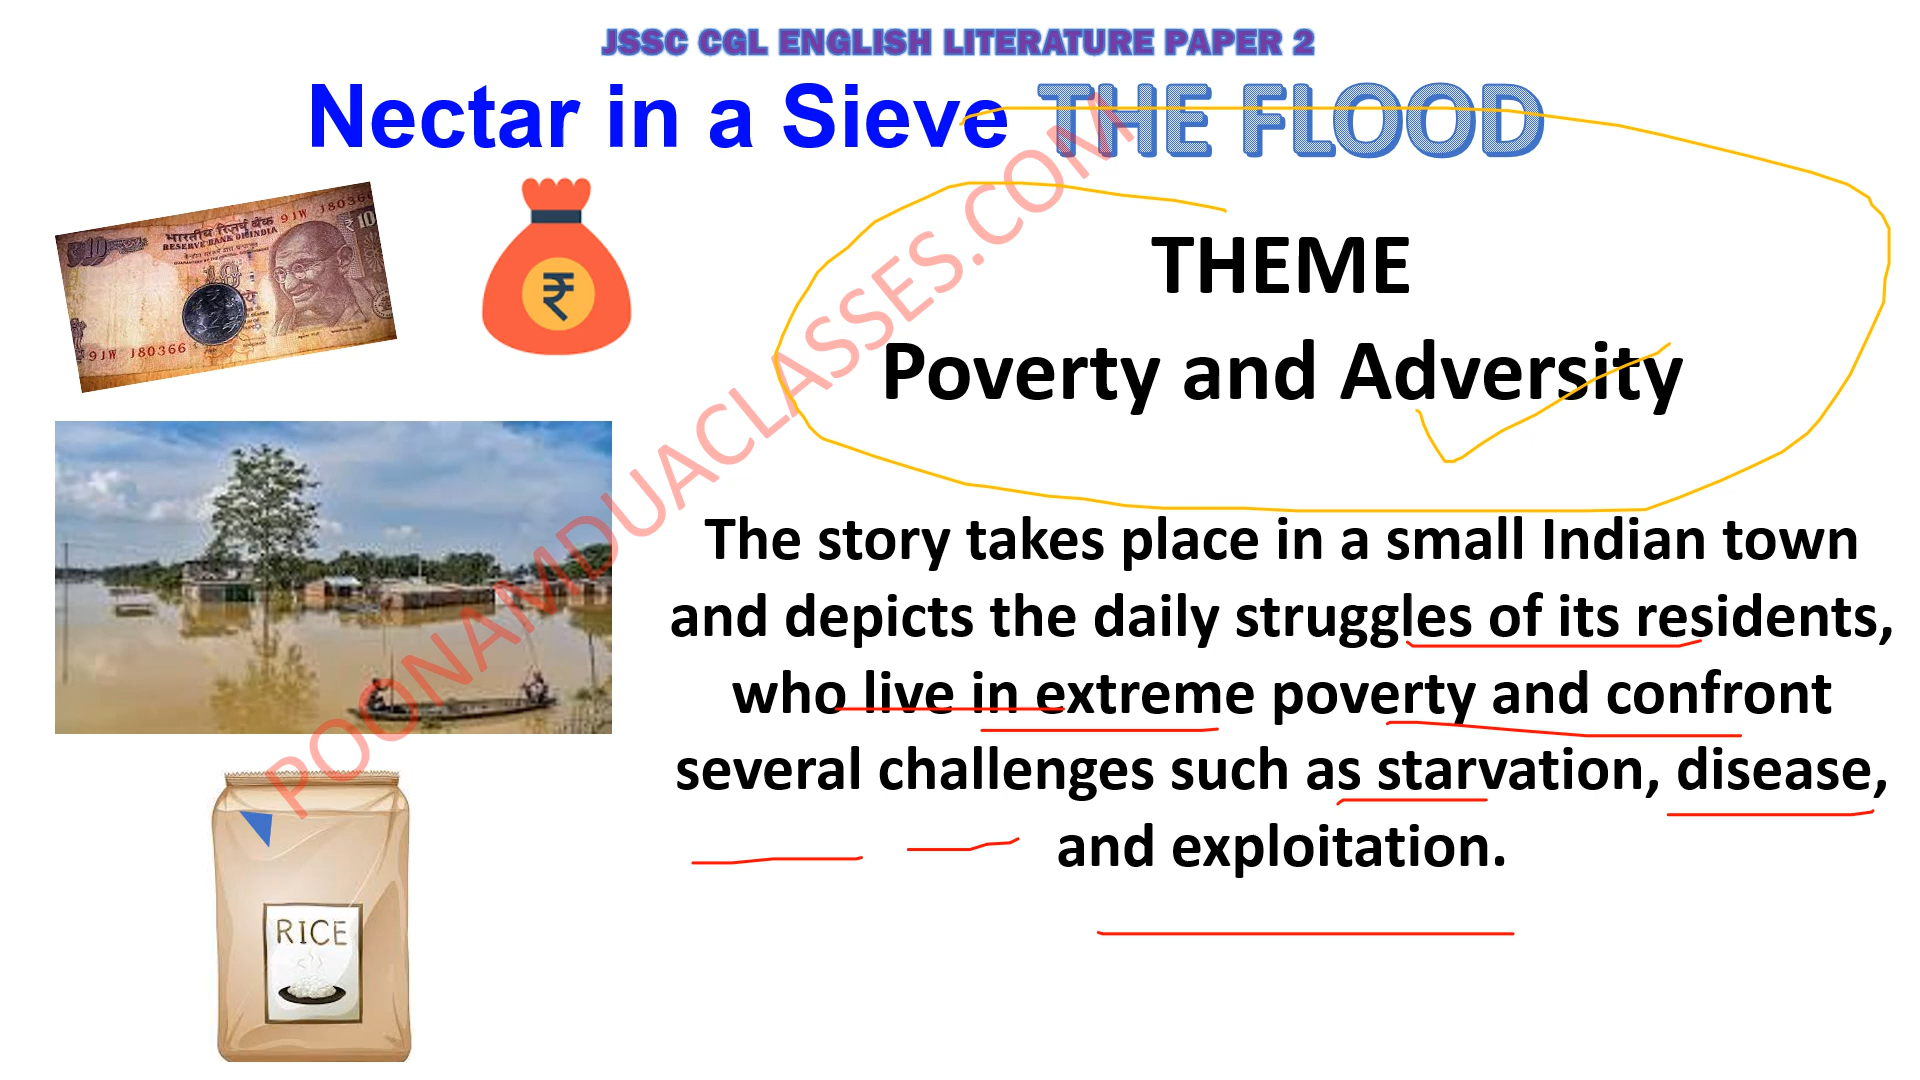 JSSC CGL ENGLISH LITERATURE PAPER 2
Nectar in a Sieve THE FLOOD
THEME
Poverty and Adversity
The story takes place in a small Indian town
and depicts the daily struggles of its residents,
who live in extreme poverty and confront
several challenges such as starvation, disease,
and exploitation.
POONAMDUACLASSES.COM
भारतीय रिज़र्व बैंक
RESERVE BANK OF INDIA
9JW J80366
10
₹
RICE